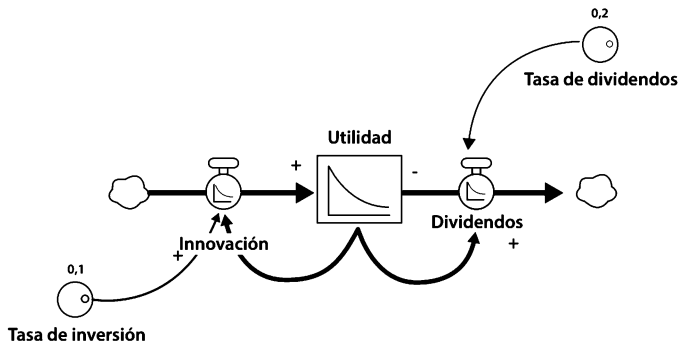 0,2
Tasa de dividendos
Utilidad
+
-
Dividendos
Innovación
+
+
0,1
Tasa de inversión